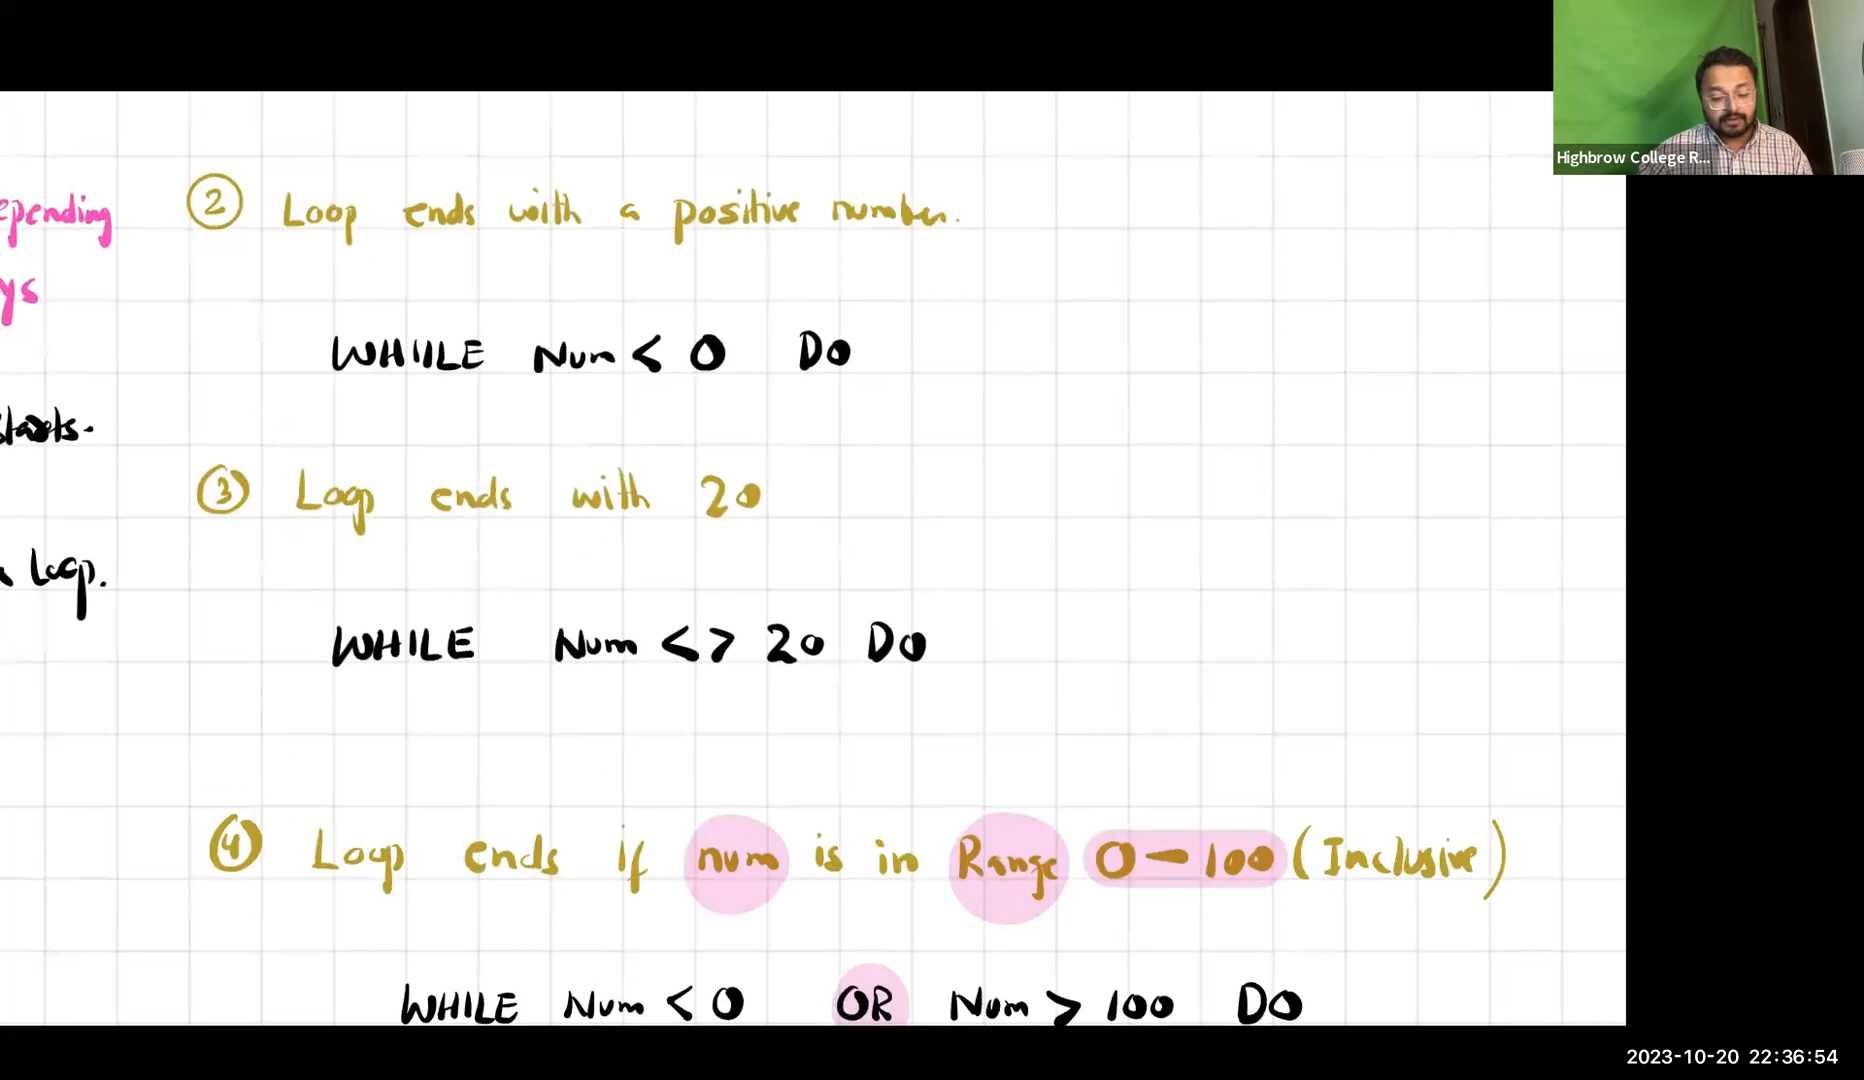 Highbrow College R...
② Loop ends with a positive number.
ys
WHILE Num < 0 DO
③ Loop ends with 20
Loop.
WHILE Num <> 20 DO
④ Loop ends if num is in Range 0 - 100 (Inclusive)
WHILE Num < 0 OR Num > 100 DO
2023-10-20 22:36:54